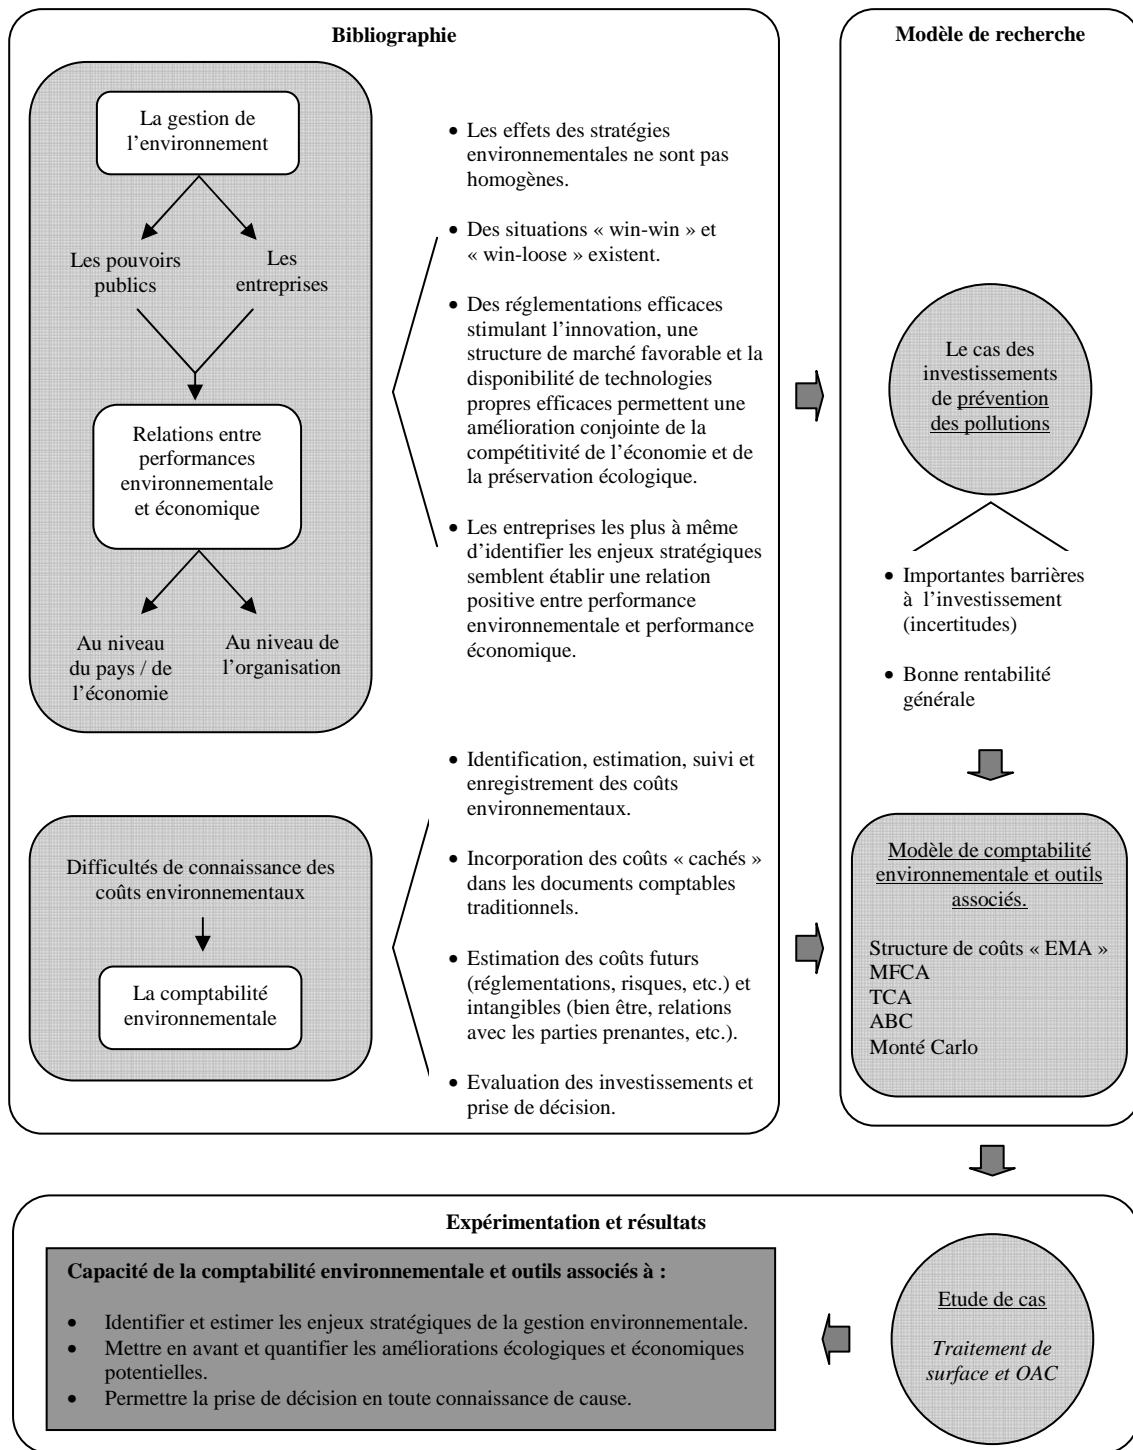 Bibliographie
La gestion de
l’environnement
Les pouvoirs
publics
Les
entreprises
Relations entre
performances
environnementale
et économique
Au niveau
du pays / de
l’économie
Au niveau de
l’organisation
• Les effets des stratégies
environnementales ne sont pas
homogènes.
• Des situations « win-win » et
« win-loose » existent.
• Des réglementations efficaces
stimulant l’innovation, une
structure de marché favorable et la
disponibilité de technologies
propres efficaces permettent une
amélioration conjointe de la
compétitivité de l’économie et de
la préservation écologique.
• Les entreprises les plus à même
d’identifier les enjeux stratégiques
semblent établir une relation
positive entre performance
environnementale et performance
économique.
Difficultés de connaissance des
coûts environnementaux
La comptabilité
environnementale
• Identification, estimation, suivi et
enregistrement des coûts
environnementaux.
• Incorporation des coûts « cachés »
dans les documents comptables
traditionnels.
• Estimation des coûts futurs
(réglementations, risques, etc.) et
intangibles (bien être, relations
avec les parties prenantes, etc.).
• Evaluation des investissements et
prise de décision.
Modèle de recherche
Le cas des
investissements
de prévention
des pollutions
• Importantes barrières
à l’investissement
(incertitudes)
• Bonne rentabilité
générale
Modèle de comptabilité
environnementale et outils
associés.
Structure de coûts « EMA »
MFCA
TCA
ABC
Monté Carlo
Expérimentation et résultats
Capacité de la comptabilité environnementale et outils associés à :
• Identifier et estimer les enjeux stratégiques de la gestion environnementale.
• Mettre en avant et quantifier les améliorations écologiques et économiques
potentielles.
• Permettre la prise de décision en toute connaissance de cause.
Etude de cas
Traitement de
surface et OAC